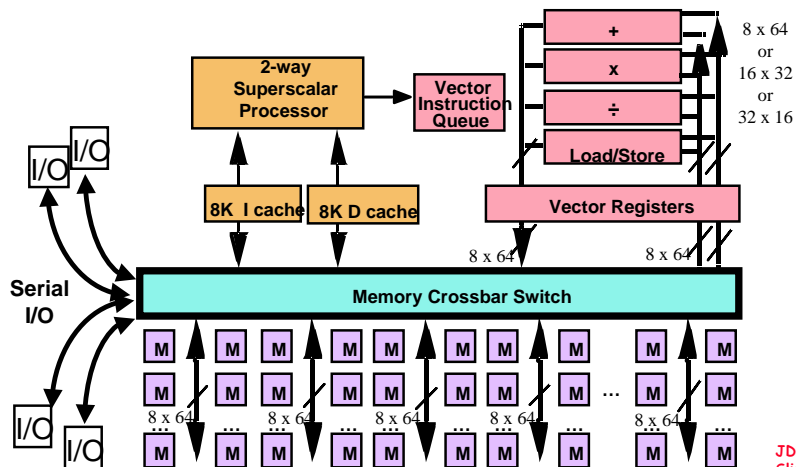 +
8 x 64
or
16 x 32
or
32 x 16
2-way
Superscalar
Processor
x
Vector
Instruction
Queue
÷
I/O
I/O
Load/Store
8K I cache
8K D cache
Vector Registers
8 x 64
8 x 64
Serial
I/O
Memory Crossbar Switch
M M M M M M M M M M
M M M M M M M M ... M M
8 x 64 8 x 64 8 x 64 8 x 64 8 x 64
... ... ... ... ... ... ... ... ... ...
M M M M M M M M M M
I/O
I/O
JD